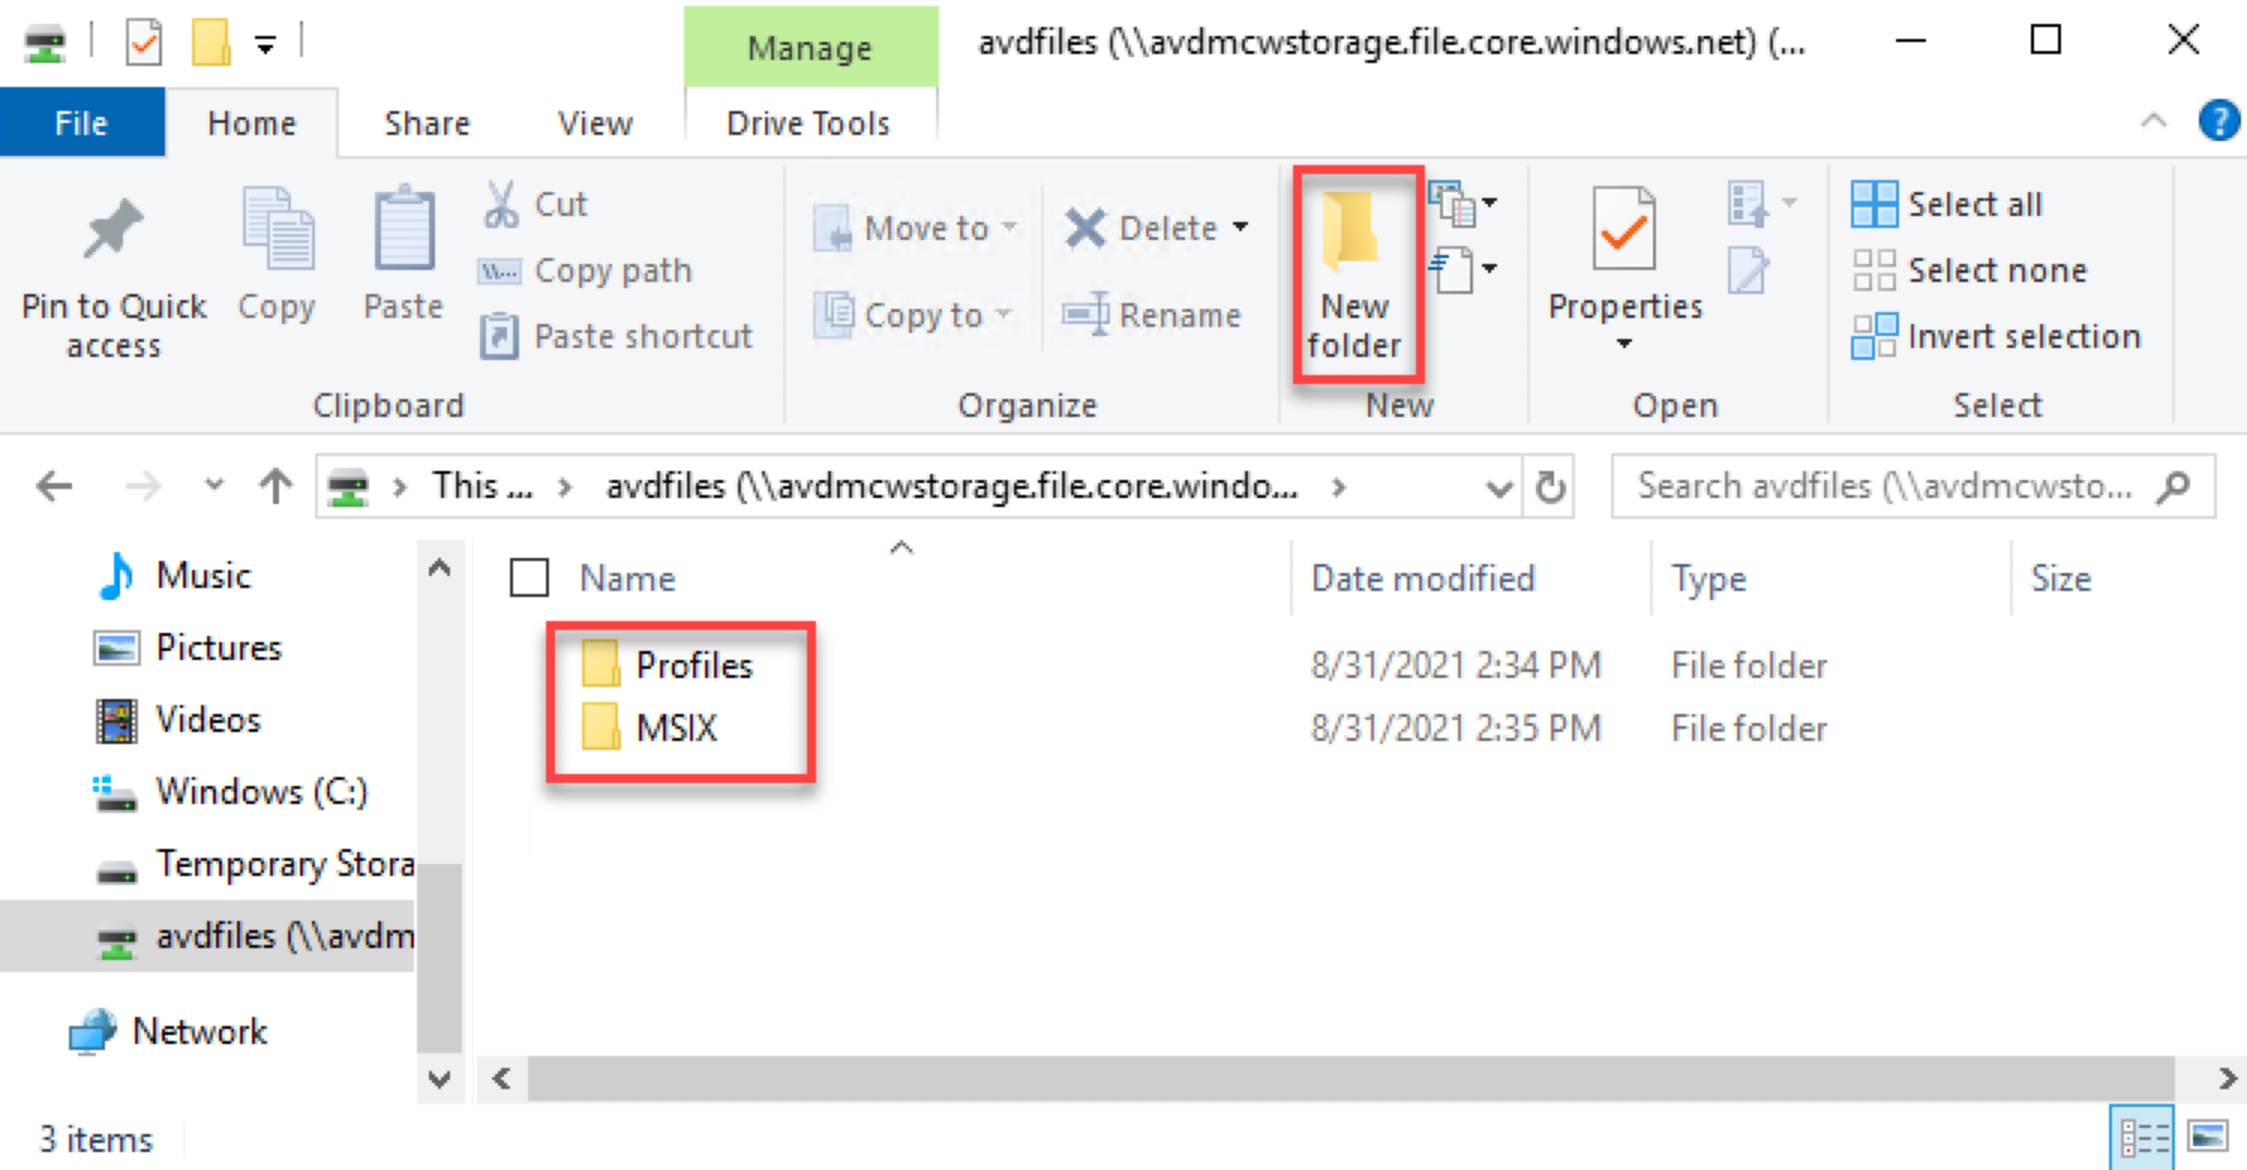 Manage
avdfiles (\\avdmcwstorage.file.core.windows.net) (...
File
Home
Share
View
Drive Tools
Pin to Quick
access
Copy
Paste
Cut
Copy path
Paste shortcut
Clipboard
Move to
Copy to
Delete
Rename
Organize
New
folder
New
Properties
Open
Select all
Select none
Invert selection
Select
This ...
avdfiles (\\avdmcwstorage.file.core.windo...
Search avdfiles (\\avdmcwsto...
Music
Pictures
Videos
Windows (C:)
Temporary Stora
avdfiles (\\avdm
Network
Name
Date modified
Type
Size
Profiles
8/31/2021 2:34 PM
File folder
MSIX
8/31/2021 2:35 PM
File folder
3 items